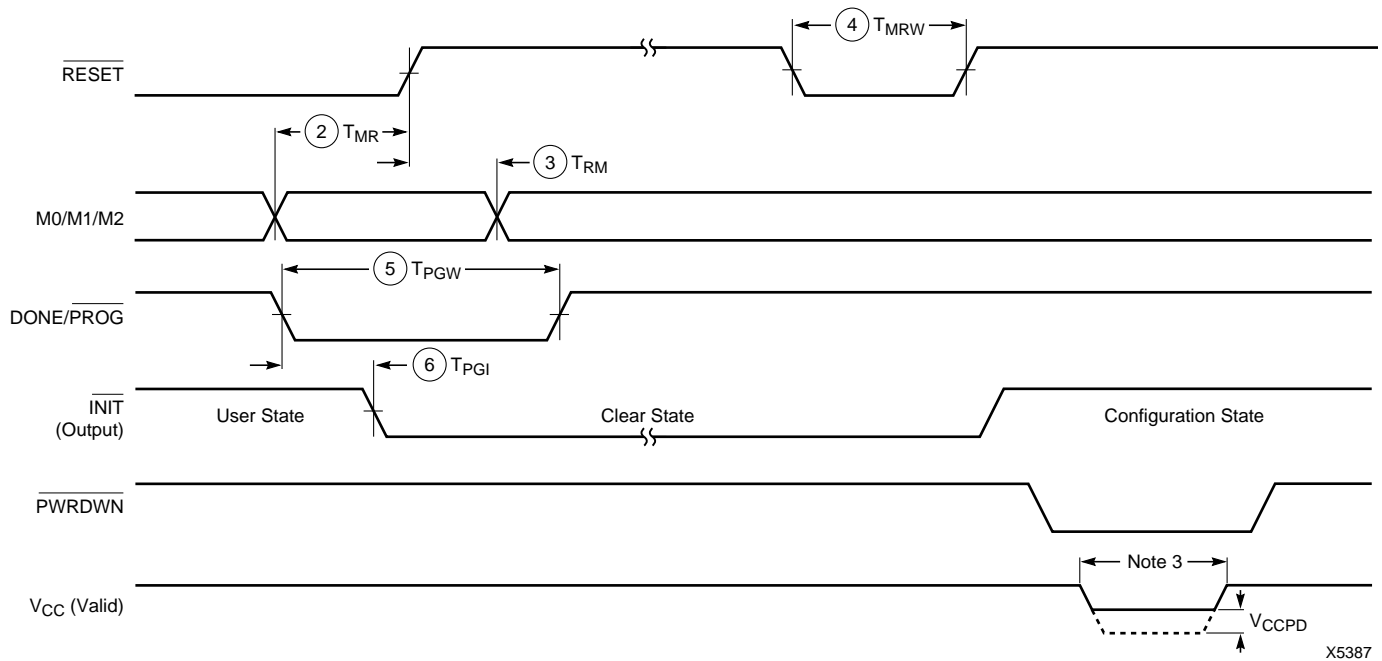 4 TMRW
RESET
2 TMR
3 TRM
M0/M1/M2
5 TPGW
DONE/PROG
6 TPGI
INIT
(Output)
User State
Clear State
Configuration State
PWRDWN
Note 3
VCC (Valid)
VCCPD
X5387